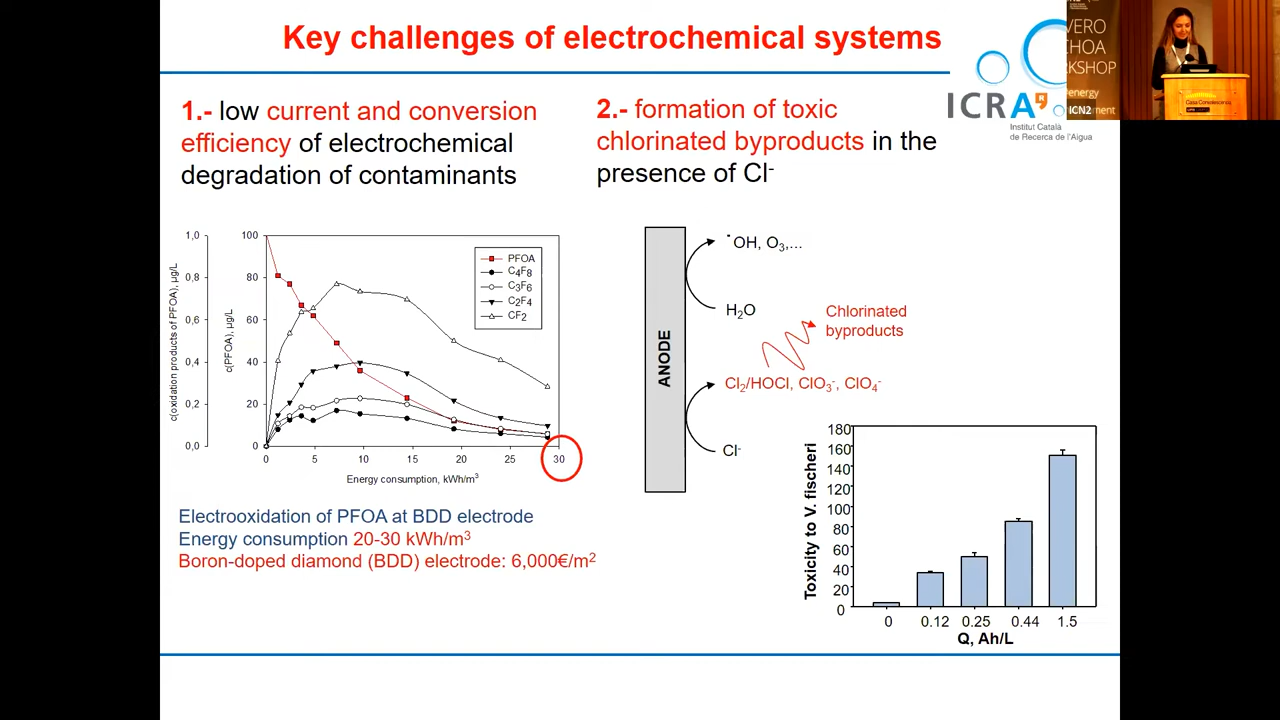 Key challenges of electrochemical systems
1.- low current and conversion
efficiency of electrochemical
degradation of contaminants
2.- formation of toxic
chlorinated byproducts in the
presence of Cl⁻
ICRA
Institut Català
de Recerca de l'Aigua
VERO
CHOA
RKSHOP
energy
ICN2
ement
1,0
0,8
0,6
0,4
0,2
0,0
c(oxidation products of PFOA), µg/L
100
80
60
40
20
0
c(PFOA), µg/L
PFOA
C₄F₈
C₃F₆
C₂F₄
CF₂
0 5 10 15 20 25 30
Energy consumption, kWh/m³
Electrooxidation of PFOA at BDD electrode
Energy consumption 20-30 kWh/m³
Boron-doped diamond (BDD) electrode: 6,000€/m²
ANODE
˙OH, O₃,...
H₂O
Chlorinated
byproducts
Cl₂/HOCl, ClO₃⁻, ClO₄⁻
Cl⁻
Toxicity to V. fischeri
180
160
140
120
100
80
60
40
20
0
0 0.12 0.25 0.44 1.5
Q, Ah/L